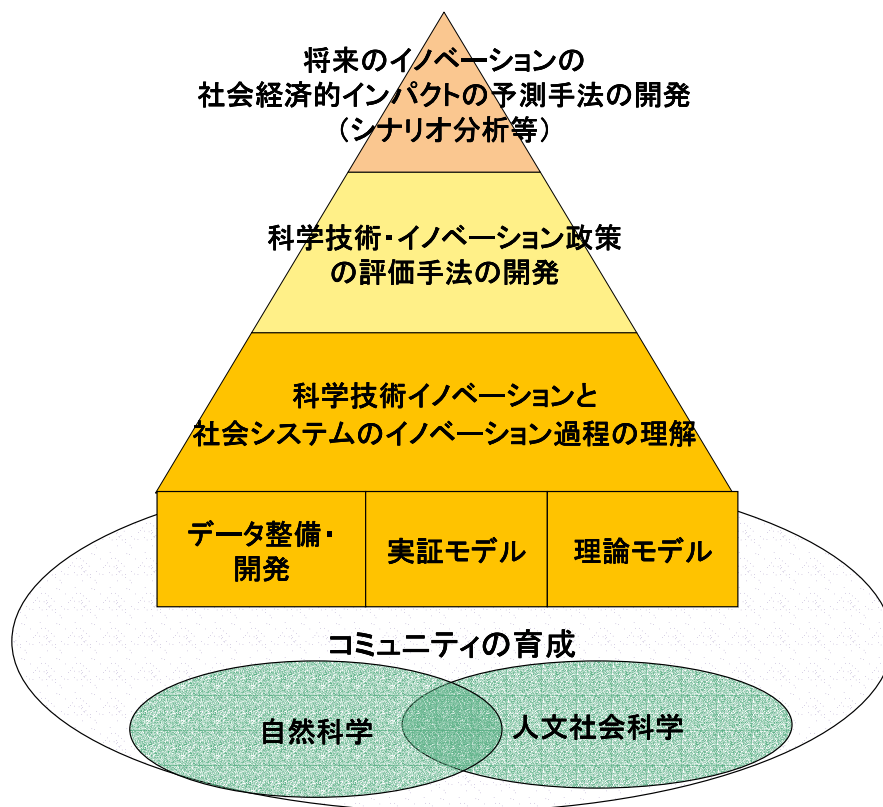 将来のイノベーションの
社会経済的インパクトの予測手法の開発
（シナリオ分析等）
科学技術・イノベーション政策
の評価手法の開発
科学技術イノベーションと
社会システムのイノベーション過程の理解
データ整備・
開発
実証モデル
理論モデル
コミュニティの育成
自然科学
人文社会科学